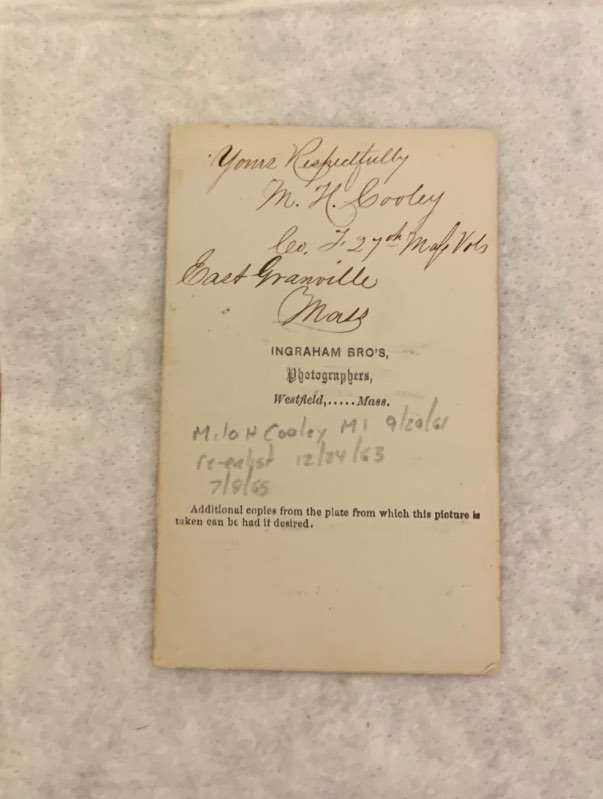 Yours Respectfully
M. H. Cooley
Co. F. 27th Mass Vols
East Granville
Mass
INGRAHAM BRO'S,
Photographers,
Westfield,.....Mass.
Milo H Cooley MI 9/20/61
re-enlist 12/24/63
7/8/65
Additional copies from the plate from which this picture is
taken can be had if desired.